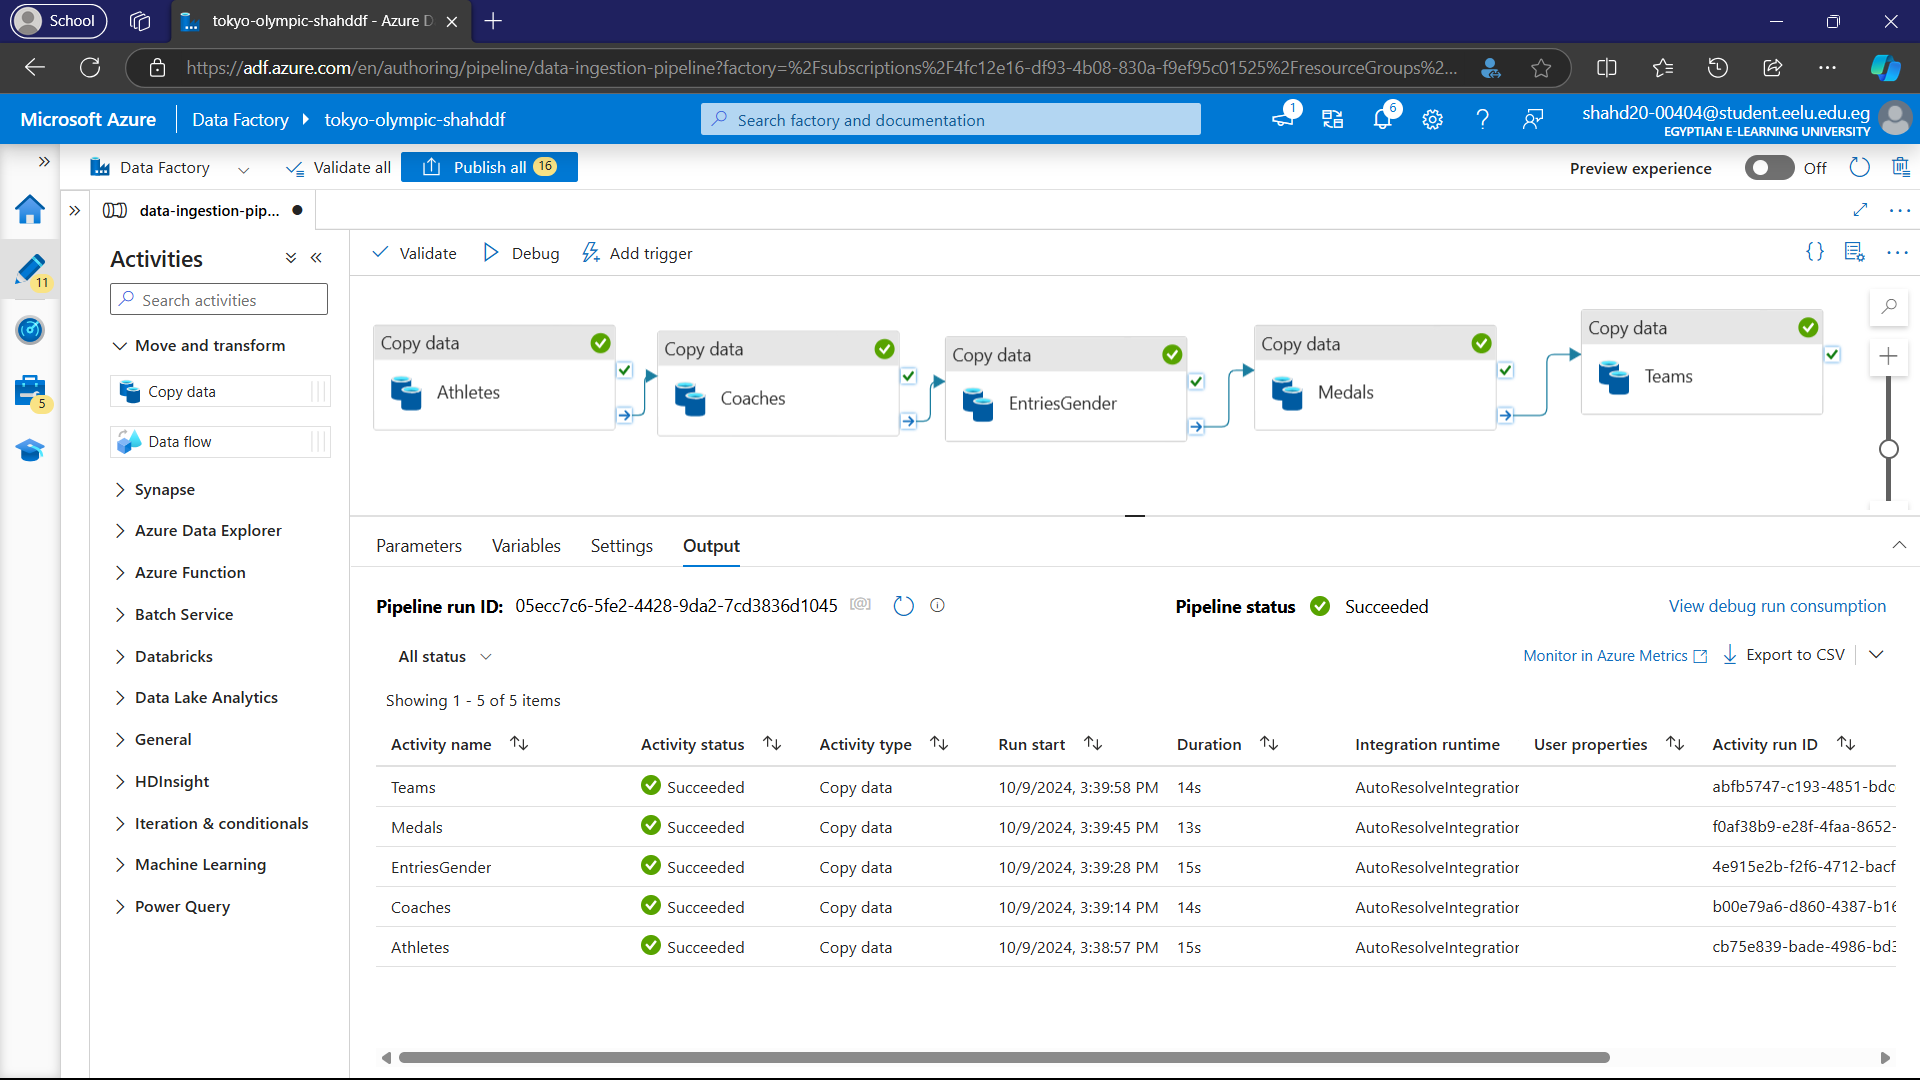 School
tokyo-olympic-shahddf - Azure D
https://adf.azure.com/en/authoring/pipeline/data-ingestion-pipeline?factory=%2Fsubscriptions%2F4fc12e16-df93-4b08-830a-f9ef95c01525%2FresourceGroups%2...
Microsoft Azure
Data Factory
tokyo-olympic-shahddf
Search factory and documentation
1
6
shahd20-00404@student.eelu.edu.eg
EGYPTIAN E-LEARNING UNIVERSITY
Data Factory
Validate all
Publish all 16
Preview experience
Off
data-ingestion-pip...
11
5
Activities
Search activities
Move and transform
Copy data
Data flow
Synapse
Azure Data Explorer
Azure Function
Batch Service
Databricks
Data Lake Analytics
General
HDInsight
Iteration & conditionals
Machine Learning
Power Query
Validate
Debug
Add trigger
Copy data
Athletes
Copy data
Coaches
Copy data
EntriesGender
Copy data
Medals
Copy data
Teams
Parameters Variables Settings Output
Pipeline run ID: 05ecc7c6-5fe2-4428-9da2-7cd3836d1045
Pipeline status Succeeded
View debug run consumption
All status
Monitor in Azure Metrics
Export to CSV
Showing 1 - 5 of 5 items
Activity name Activity status Activity type Run start Duration Integration runtime User properties Activity run ID
Teams Succeeded Copy data 10/9/2024, 3:39:58 PM 14s AutoResolveIntegration abfb5747-c193-4851-bdc
Medals Succeeded Copy data 10/9/2024, 3:39:45 PM 13s AutoResolveIntegration f0af38b9-e28f-4faa-8652-
EntriesGender Succeeded Copy data 10/9/2024, 3:39:28 PM 15s AutoResolveIntegration 4e915e2b-f2f6-4712-bacf
Coaches Succeeded Copy data 10/9/2024, 3:39:14 PM 14s AutoResolveIntegration b00e79a6-d860-4387-b16
Athletes Succeeded Copy data 10/9/2024, 3:38:57 PM 15s AutoResolveIntegration cb75e839-bade-4986-bd3